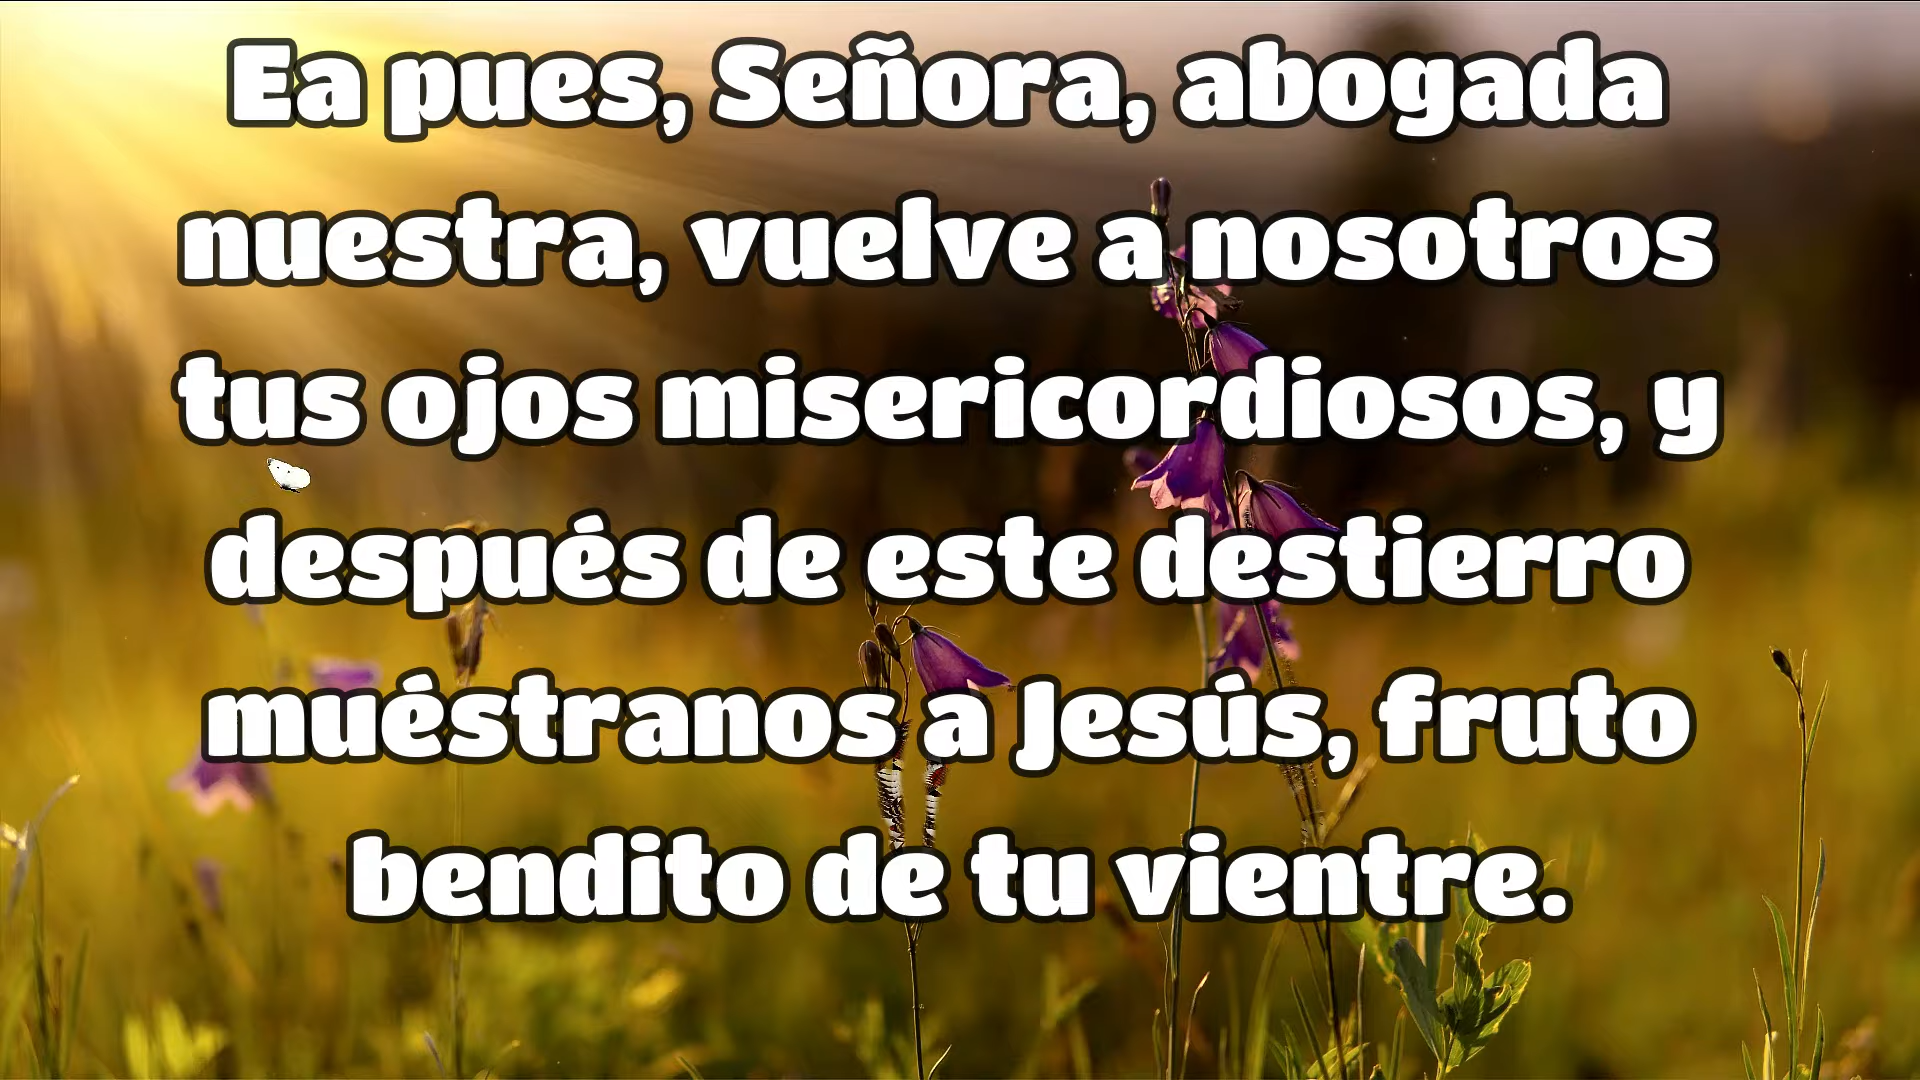 Ea pues, Señora, abogada
nuestra, vuelve a nosotros
tus ojos misericordiosos, y
después de este destierro
muéstranos a Jesús, fruto
bendito de tu vientre.